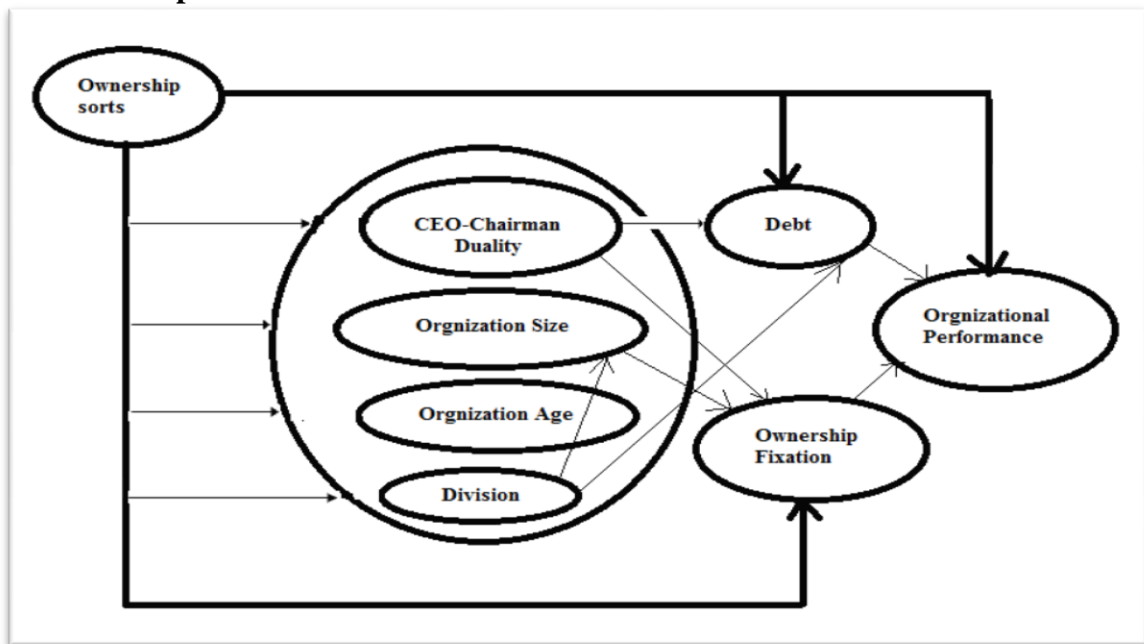 Ownership
sorts
CEO-Chairman
Duality
Debt
Orgnization Size
Orgnizational
Performance
Orgnization Age
Ownership
Fixation
Division